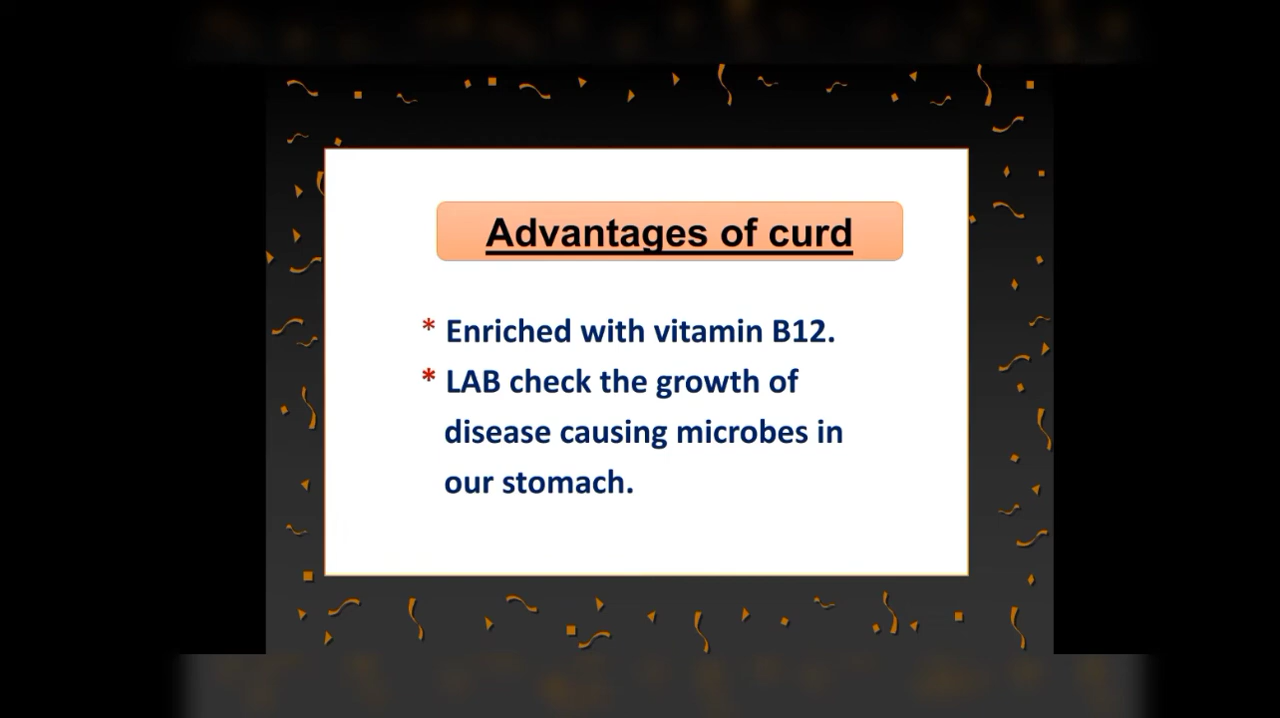 Advantages of curd
* Enriched with vitamin B12.
* LAB check the growth of
disease causing microbes in
our stomach.